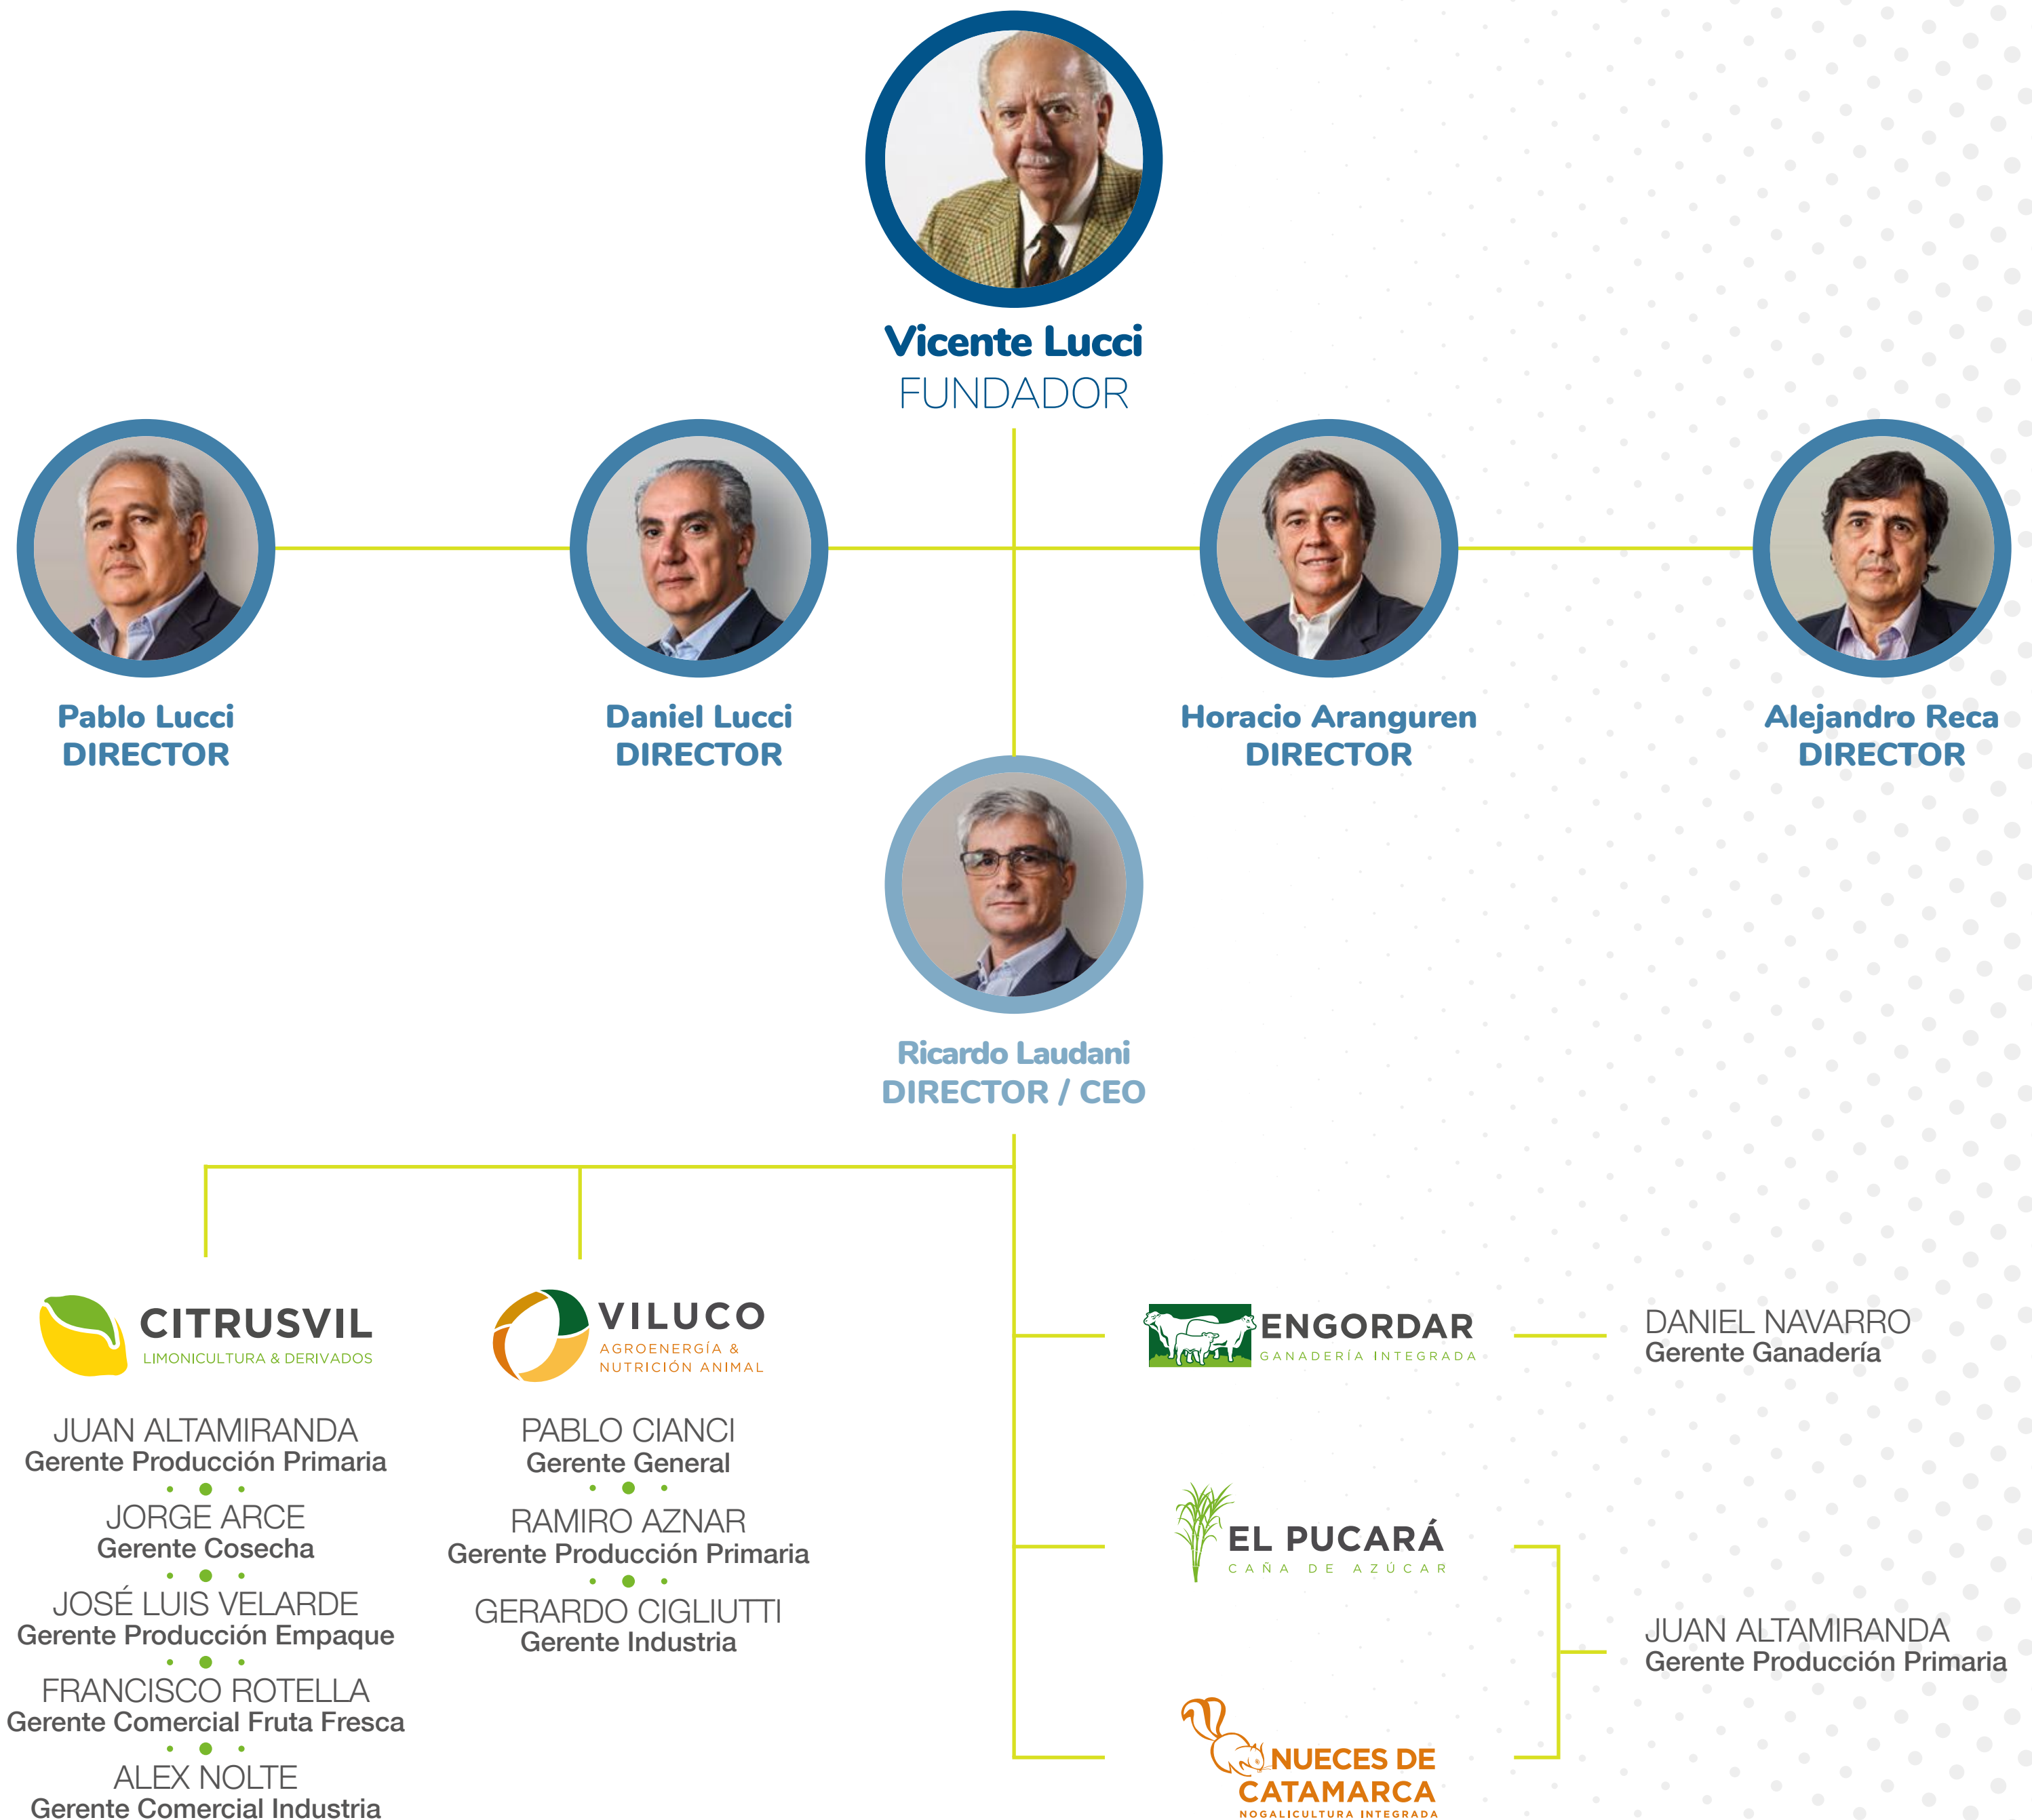 Vicente Lucci
FUNDADOR
Pablo Lucci
DIRECTOR
Daniel Lucci
DIRECTOR
Horacio Aranguren
DIRECTOR
Alejandro Reca
DIRECTOR
Ricardo Laudani
DIRECTOR / CEO
CITRUSVIL
LIMONICULTURA & DERIVADOS
JUAN ALTAMIRANDA
Gerente Producción Primaria
JORGE ARCE
Gerente Cosecha
JOSÉ LUIS VELARDE
Gerente Producción Empaque
FRANCISCO ROTELLA
Gerente Comercial Fruta Fresca
ALEX NOLTE
Gerente Comercial Industria
VILUCO
AGROENERGÍA &
NUTRICIÓN ANIMAL
PABLO CIANCI
Gerente General
RAMIRO AZNAR
Gerente Producción Primaria
GERARDO CIGLIUTTI
Gerente Industria
ENGORDAR
GANADERÍA INTEGRADA
DANIEL NAVARRO
Gerente Ganadería
EL PUCARÁ
CAÑA DE AZÚCAR
NUECES DE
CATAMARCA
NOGALICULTURA INTEGRADA
JUAN ALTAMIRANDA
Gerente Producción Primaria